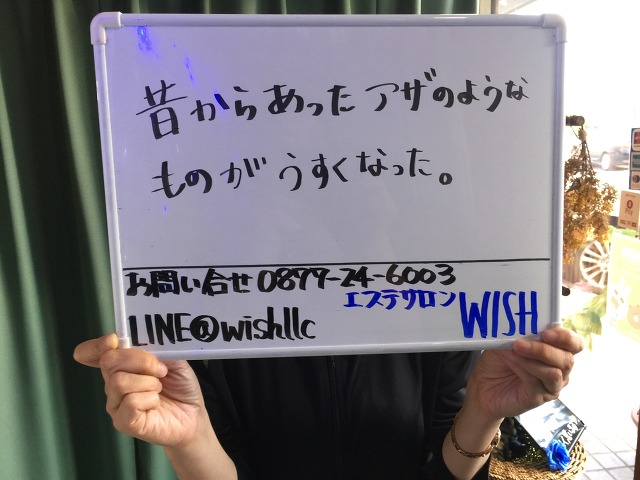 昔からあったアザのような
ものがうすくなった。
お問い合せ 0897-24-6003
エステサロン WISH
LINE@wishllc